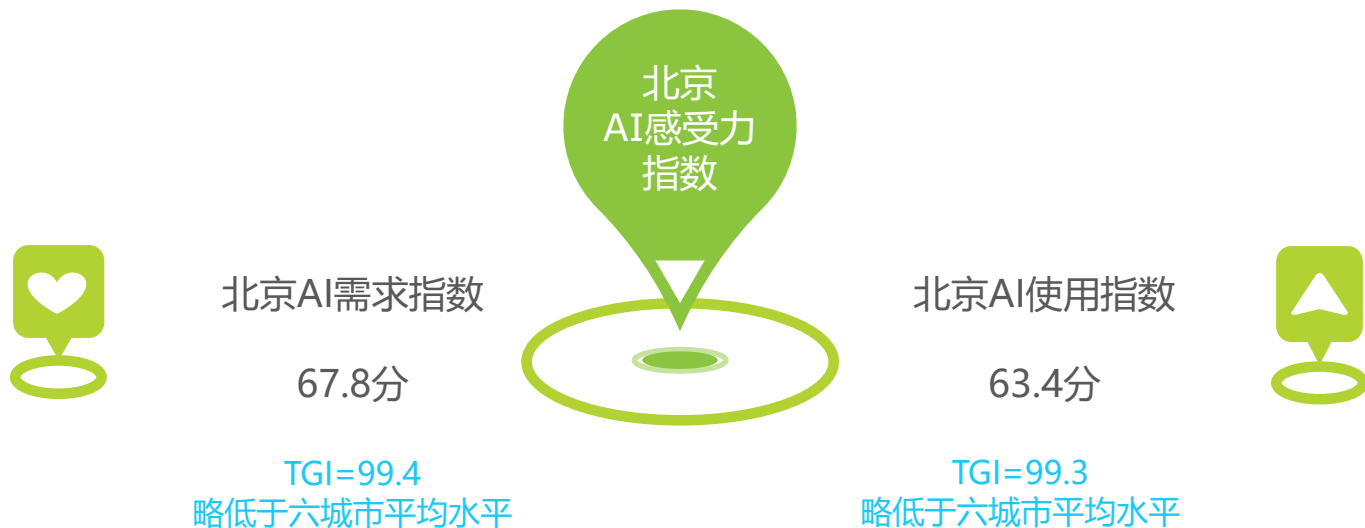 北京
AI感受力
指数
北京AI需求指数
67.8分
TGI=99.4
略低于六城市平均水平
北京AI使用指数
63.4分
TGI=99.3
略低于六城市平均水平